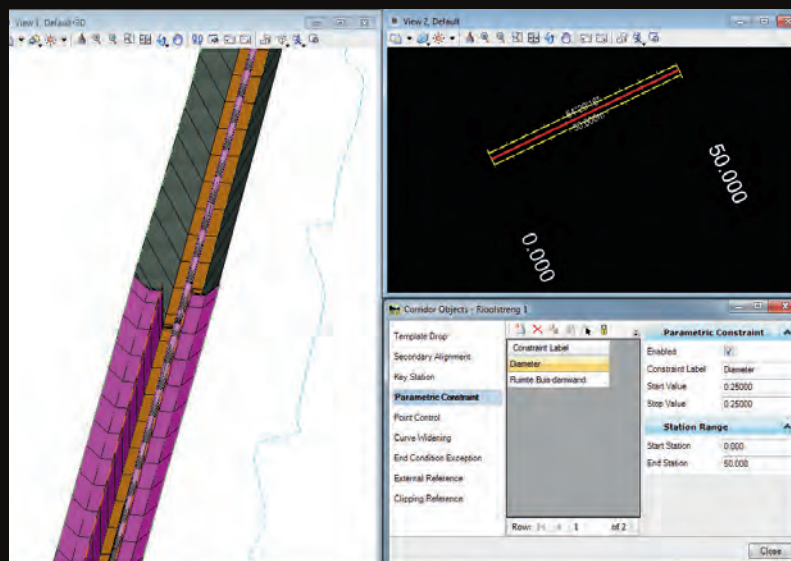 View 1, Default-3D
View 2, Default
50.000m
50.000
0.000
Corridor Objects - Rioolstreng 1
Template Drop
Secondary Alignment
Key Station
Parametric Constraint
Point Control
Curve Widening
End Condition Exception
External Reference
Clipping Reference
Constraint Label
Diameter
Ruimte Buis-damwand
Row: 1 of 2
Parametric Constraint
Enabled
Constraint Label Diameter
Start Value 0.25000
Stop Value 0.25000
Station Range
Start Station 0.000
End Station 50.000
Close